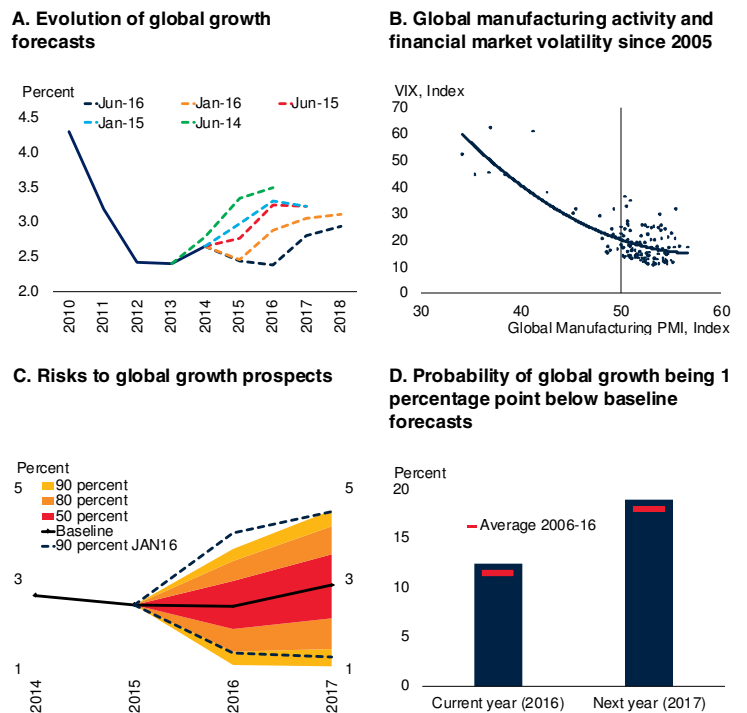 A. Evolution of global growth
forecasts
Percent
Jun-16 Jan-16 Jun-15
Jan-15 Jun-14
4.5
3.5
3.0
2.5
2.0
2010 2011 2012 2013 2014 2015 2016 2017 2018
B. Global manufacturing activity and
financial market volatility since 2005
VIX, Index
70
60
50
40
30
20
10
0
30 40 50 60
Global Manufacturing PMI, Index
C. Risks to global growth prospects
Percent
5 5
90 percent
80 percent
50 percent
Baseline
90 percent JAN16
3 3
1 1
2014 2015 2016 2017
D. Probability of global growth being 1
percentage point below baseline
forecasts
Percent
20
Average 2006-16
15
10
5
0
Current year (2016) Next year (2017)